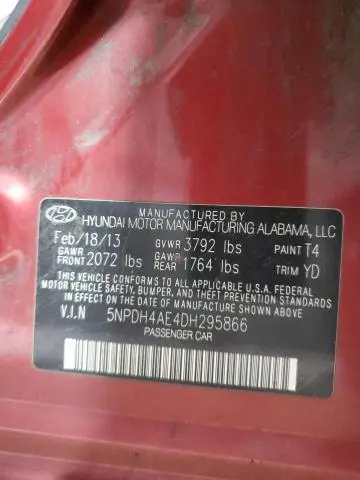 MANUFACTURED BY
HYUNDAI MOTOR MANUFACTURING ALABAMA, LLC
Feb/18/13 GVWR 3792 lbs PAINT T4
GAWR FRONT 2072 lbs GAWR REAR 1764 lbs TRIM YD
THIS VEHICLE CONFORMS TO ALL APPLICABLE U.S.A. FEDERAL
MOTOR VEHICLE SAFETY, BUMPER, AND THEFT PREVENTION STANDARDS
IN EFFECT ON THE DATE OF MANUFACTURE SHOWN ABOVE.
V.I.N 5NPDH4AE4DH295866
PASSENGER CAR